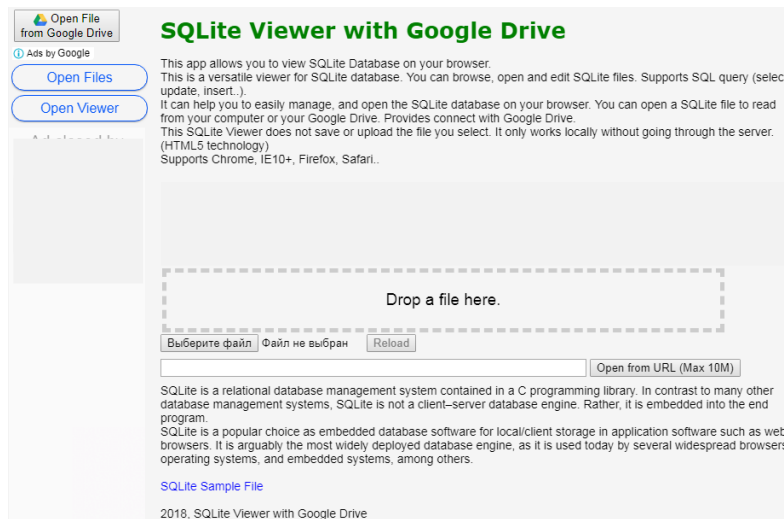 Open File
from Google Drive
Ads by Google
Open Files
Open Viewer
SQLite Viewer with Google Drive
This app allows you to view SQLite Database on your browser.
This is a versatile viewer for SQLite database. You can browse, open and edit SQLite files. Supports SQL query (selec
update, insert..).
It can help you to easily manage, and open the SQLite database on your browser. You can open a SQLite file to read
from your computer or your Google Drive. Provides connect with Google Drive.
This SQLite Viewer does not save or upload the file you select. It only works locally without going through the server.
(HTML5 technology)
Supports Chrome, IE10+, Firefox, Safari..
Drop a file here.
Выберите файл Файл не выбран Reload
Open from URL (Max 10M)
SQLite is a relational database management system contained in a C programming library. In contrast to many other
database management systems, SQLite is not a client–server database engine. Rather, it is embedded into the end
program.
SQLite is a popular choice as embedded database software for local/client storage in application software such as web
browsers. It is arguably the most widely deployed database engine, as it is used today by several widespread browsers
operating systems, and embedded systems, among others.
SQLite Sample File
2018, SQLite Viewer with Google Drive